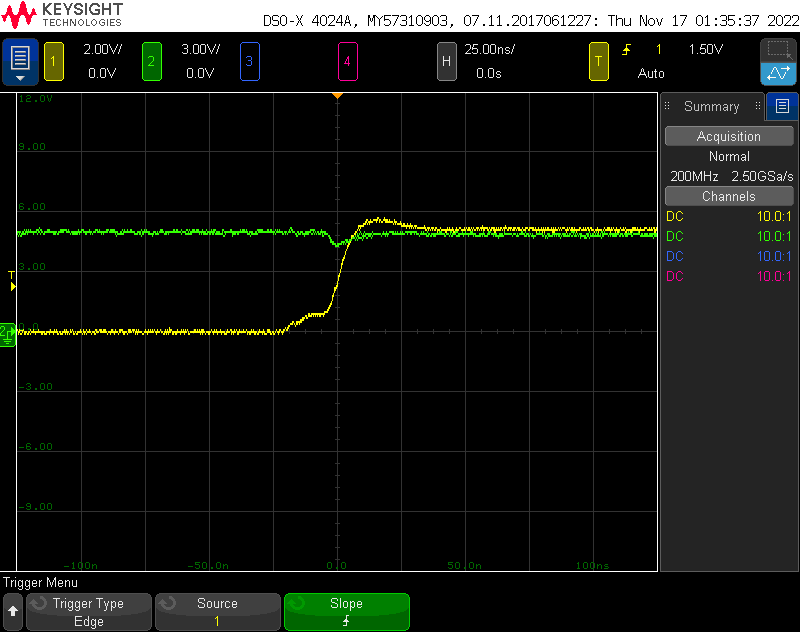 KEYSIGHT
TECHNOLOGIES
DSO-X 4024A, MY57310903, 07.11.2017061227: Thu Nov 17 01:35:37 2022
1 2.00V/ 2 3.00V/ 3 4 H 25.00ns/ T 1 1.50V
0.0V 0.0V 0.0s Auto
12.0V
9.00
6.00
3.00
T
2 0.0
-3.00
-6.00
-9.00
-100n -50.0n 0.0 50.0n 100ns
Summary
Acquisition
Normal
200MHz 2.50GSa/s
Channels
DC 10.0:1
DC 10.0:1
DC 10.0:1
DC 10.0:1
Trigger Menu
Trigger Type Source Slope
Edge 1